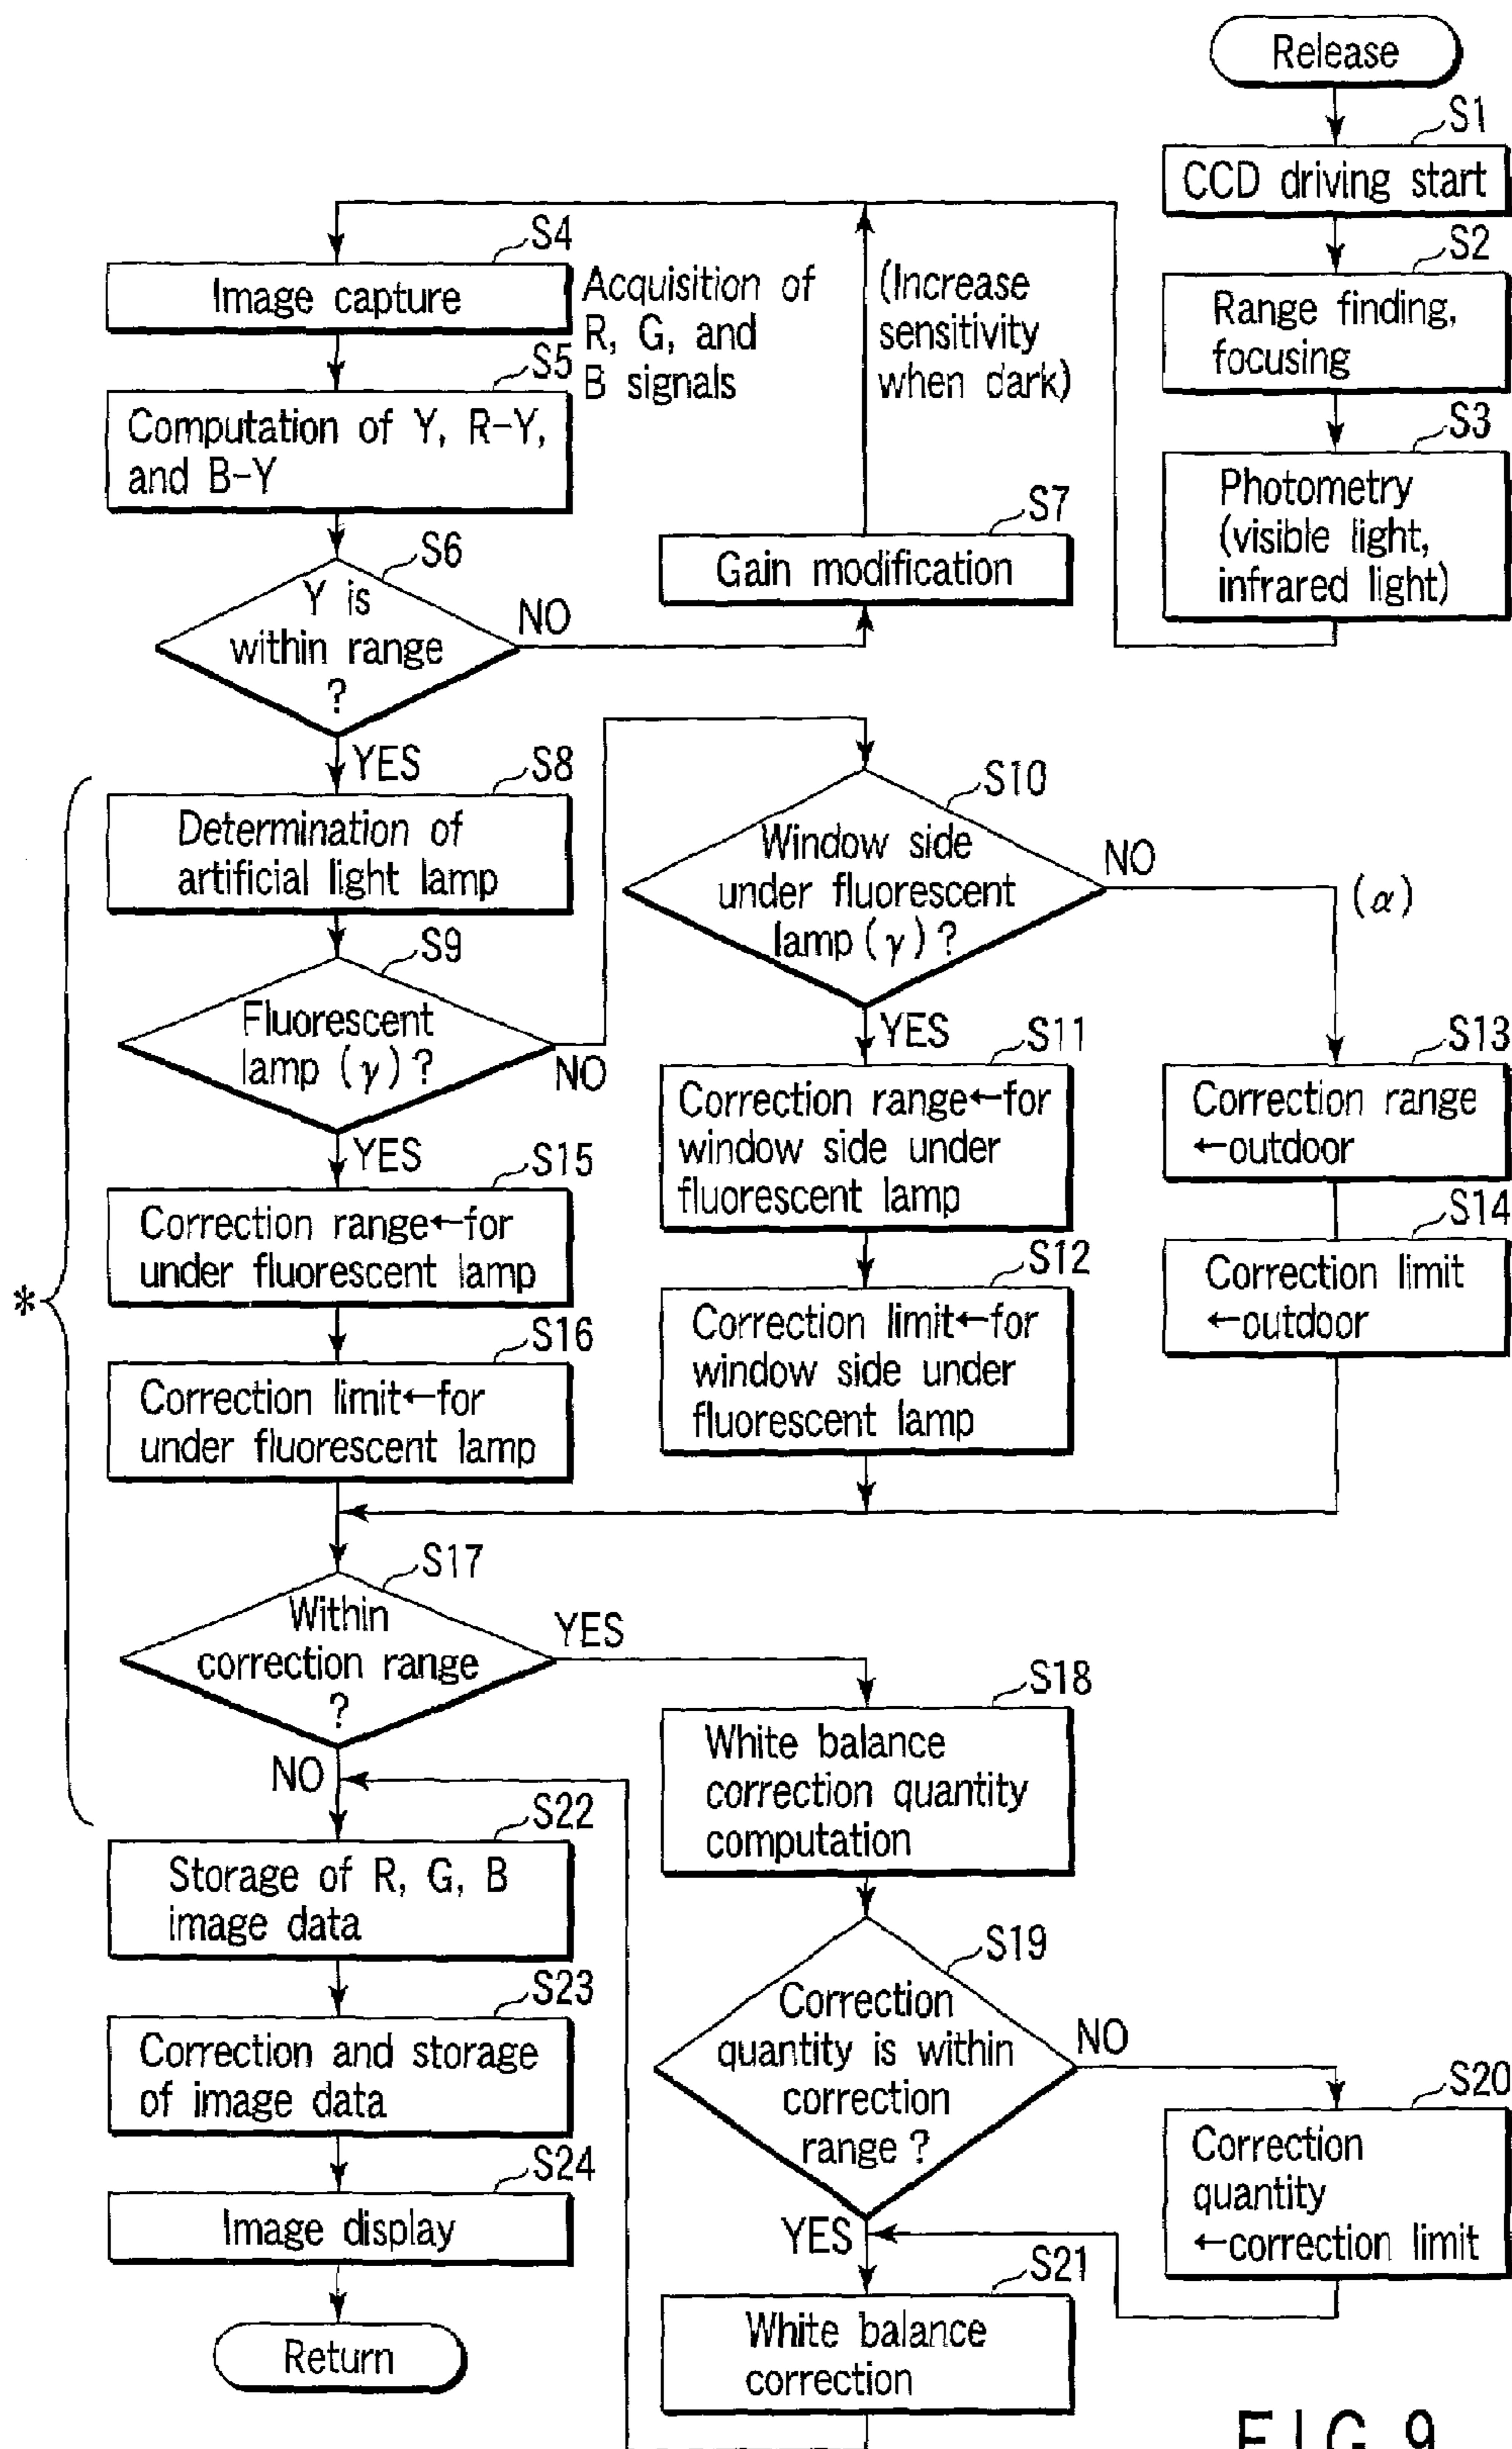 Release
S1
CCD driving start
S2
Range finding,
focusing
S3
Photometry
(visible light,
infrared light)
S4
Image capture
Acquisition of
R, G, and
B signals
(Increase
sensitivity
when dark)
S5
Computation of Y, R-Y,
and B-Y
S6
Y is
within range
?
NO
S7
Gain modification
YES
S8
Determination of
artificial light lamp
S9
Fluorescent
lamp (γ)?
NO
S10
Window side
under fluorescent
lamp (γ)?
NO
(α)
YES
S11
Correction range←for
window side under
fluorescent lamp
S12
Correction limit←for
window side under
fluorescent lamp
S13
Correction range
←outdoor
S14
Correction limit
←outdoor
YES
S15
Correction range←for
under fluorescent lamp
*
S16
Correction limit←for
under fluorescent lamp
S17
Within
correction range
?
YES
NO
S18
White balance
correction quantity
computation
S19
Correction
quantity is within
correction
range ?
NO
S20
Correction
quantity
←correction limit
YES
S21
White balance
correction
S22
Storage of R, G, B
image data
S23
Correction and storage
of image data
S24
Image display
Return
FIG.9